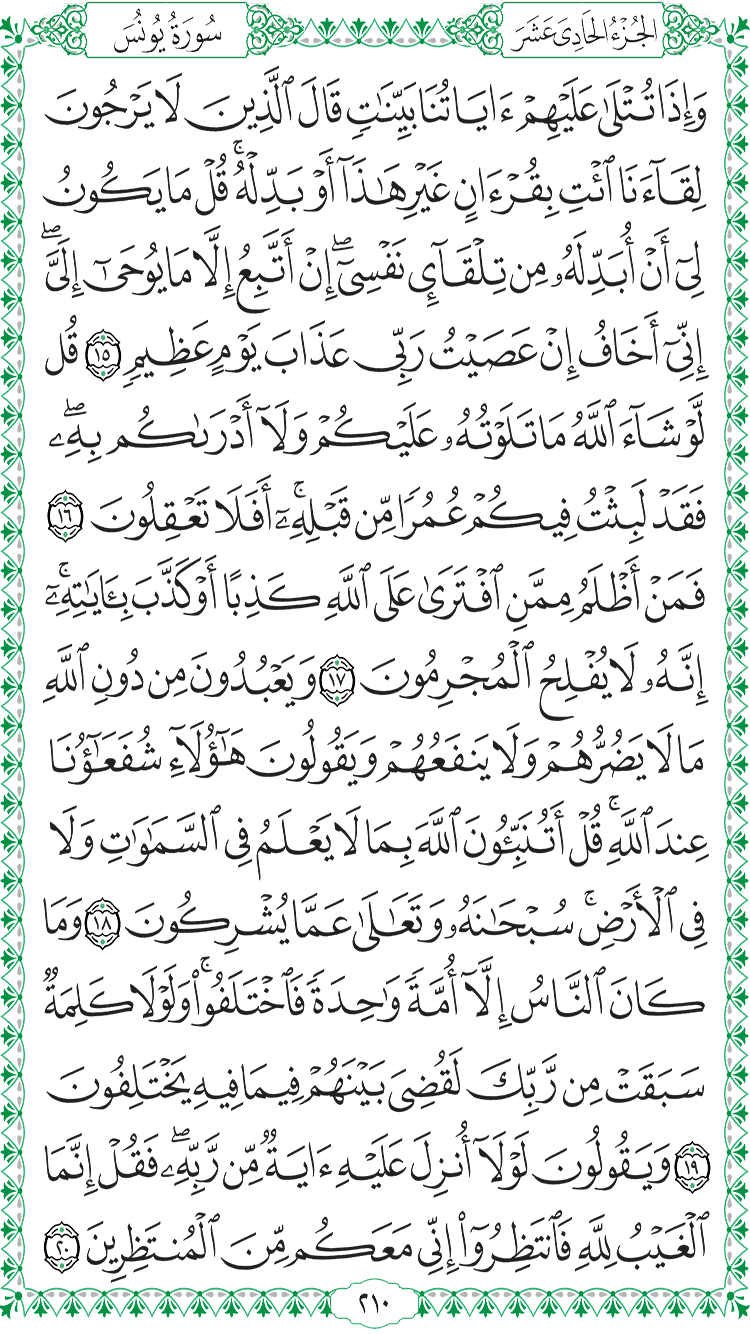 الجُزْءُ الحَادِى عَشَرَ
سُورَةُ يُونُسَ
وَإِذَا تُتْلَىٰ عَلَيْهِمْ ءَايَاتُنَا بَيِّنَٰتٍ قَالَ ٱلَّذِينَ لَا يَرْجُونَ
لِقَآءَنَا ٱئْتِ بِقُرْءَانٍ غَيْرِ هَٰذَآ أَوْ بَدِّلْهُ ۚ قُلْ مَا يَكُونُ
لِىٓ أَنْ أُبَدِّلَهُۥ مِن تِلْقَآئِ نَفْسِىٓ ۖ إِنْ أَتَّبِعُ إِلَّا مَا يُوحَىٰٓ إِلَىَّ ۖ
إِنِّىٓ أَخَافُ إِنْ عَصَيْتُ رَبِّى عَذَابَ يَوْمٍ عَظِيمٍ ١٥ قُل
لَّوْ شَآءَ ٱللَّهُ مَا تَلَوْتُهُۥ عَلَيْكُمْ وَلَآ أَدْرَىٰكُم بِهِۦ ۖ
فَقَدْ لَبِثْتُ فِيكُمْ عُمُرًا مِّن قَبْلِهِۦٓ ۚ أَفَلَا تَعْقِلُونَ ١٦
فَمَنْ أَظْلَمُ مِمَّنِ ٱفْتَرَىٰ عَلَى ٱللَّهِ كَذِبًا أَوْ كَذَّبَ بِـَٔايَٰتِهِۦٓ ۚ
إِنَّهُۥ لَا يُفْلِحُ ٱلْمُجْرِمُونَ ١٧ وَيَعْبُدُونَ مِن دُونِ ٱللَّهِ
مَا لَا يَضُرُّهُمْ وَلَا يَنفَعُهُمْ وَيَقُولُونَ هَٰٓؤُلَآءِ شُفَعَٰٓؤُنَا
عِندَ ٱللَّهِ ۚ قُلْ أَتُنَبِّـُٔونَ ٱللَّهَ بِمَا لَا يَعْلَمُ فِى ٱلسَّمَٰوَٰتِ وَلَا
فِى ٱلْأَرْضِ ۚ سُبْحَٰنَهُۥ وَتَعَٰلَىٰ عَمَّا يُشْرِكُونَ ١٨ وَمَا
كَانَ ٱلنَّاسُ إِلَّآ أُمَّةً وَٰحِدَةً فَٱخْتَلَفُوا۟ ۚ وَلَوْلَا كَلِمَةٌ
سَبَقَتْ مِن رَّبِّكَ لَقُضِىَ بَيْنَهُمْ فِيمَا فِيهِ يَخْتَلِفُونَ
١٩ وَيَقُولُونَ لَوْلَآ أُنزِلَ عَلَيْهِ ءَايَةٌ مِّن رَّبِّهِۦ ۖ فَقُلْ إِنَّمَا
ٱلْغَيْبُ لِلَّهِ فَٱنتَظِرُوٓا۟ إِنِّى مَعَكُم مِّنَ ٱلْمُنتَظِرِينَ ٢٠
٢١٠